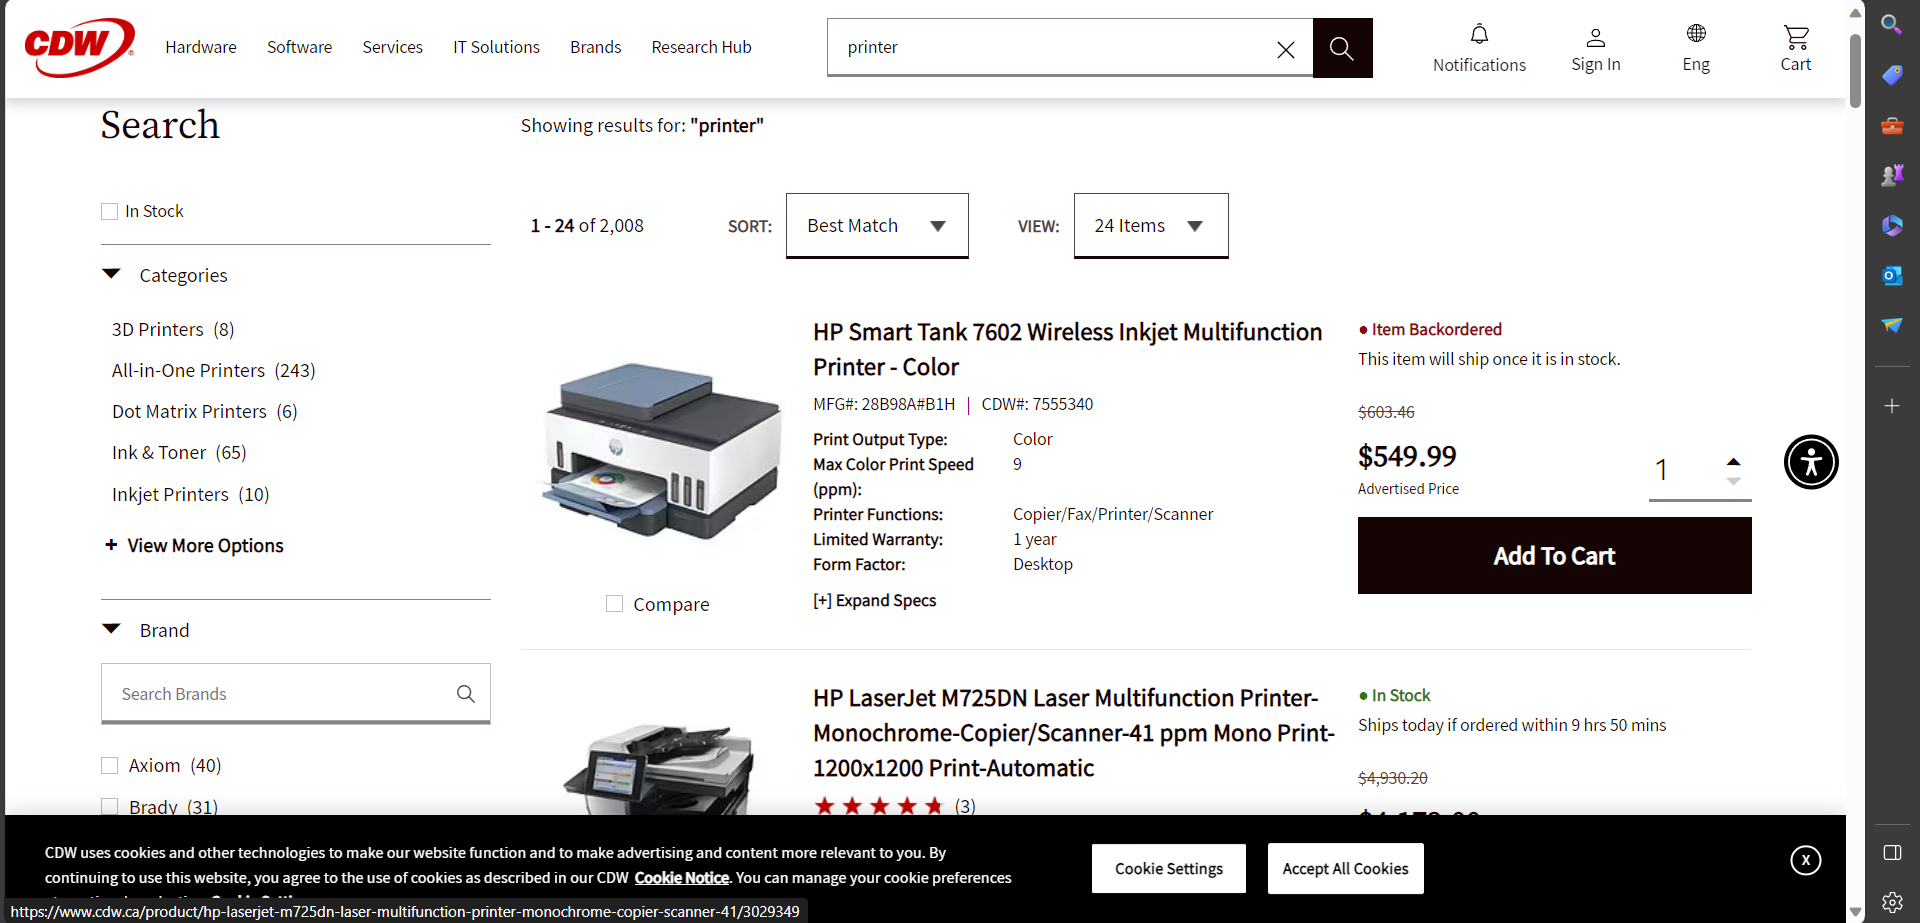 CDW
Hardware
Software
Services
IT Solutions
Brands
Research Hub
printer
Notifications
Sign In
Eng
Cart
Search
In Stock
Categories
3D Printers (8)
All-in-One Printers (243)
Dot Matrix Printers (6)
Ink & Toner (65)
Inkjet Printers (10)
+ View More Options
Brand
Search Brands
Axiom (40)
Brady (31)
Showing results for: "printer"
1 - 24 of 2,008
SORT:
Best Match
VIEW:
24 Items
HP Smart Tank 7602 Wireless Inkjet Multifunction
Printer - Color
MFG#: 28B98A#B1H | CDW#: 7555340
Print Output Type: Color
Max Color Print Speed 9
(ppm):
Printer Functions: Copier/Fax/Printer/Scanner
Limited Warranty: 1 year
Form Factor: Desktop
[+] Expand Specs
Compare
Item Backordered
This item will ship once it is in stock.
$603.46
$549.99
Advertised Price
1
Add To Cart
HP LaserJet M725DN Laser Multifunction Printer-
Monochrome-Copier/Scanner-41 ppm Mono Print-
1200x1200 Print-Automatic
(3)
In Stock
Ships today if ordered within 9 hrs 50 mins
$4,930.20
CDW uses cookies and other technologies to make our website function and to make advertising and content more relevant to you. By
continuing to use this website, you agree to the use of cookies as described in our CDW Cookie Notice. You can manage your cookie preferences
Cookie Settings
Accept All Cookies
X
https://www.cdw.ca/product/hp-laserjet-m725dn-laser-multifunction-printer-monochrome-copier-scanner-41/3029349